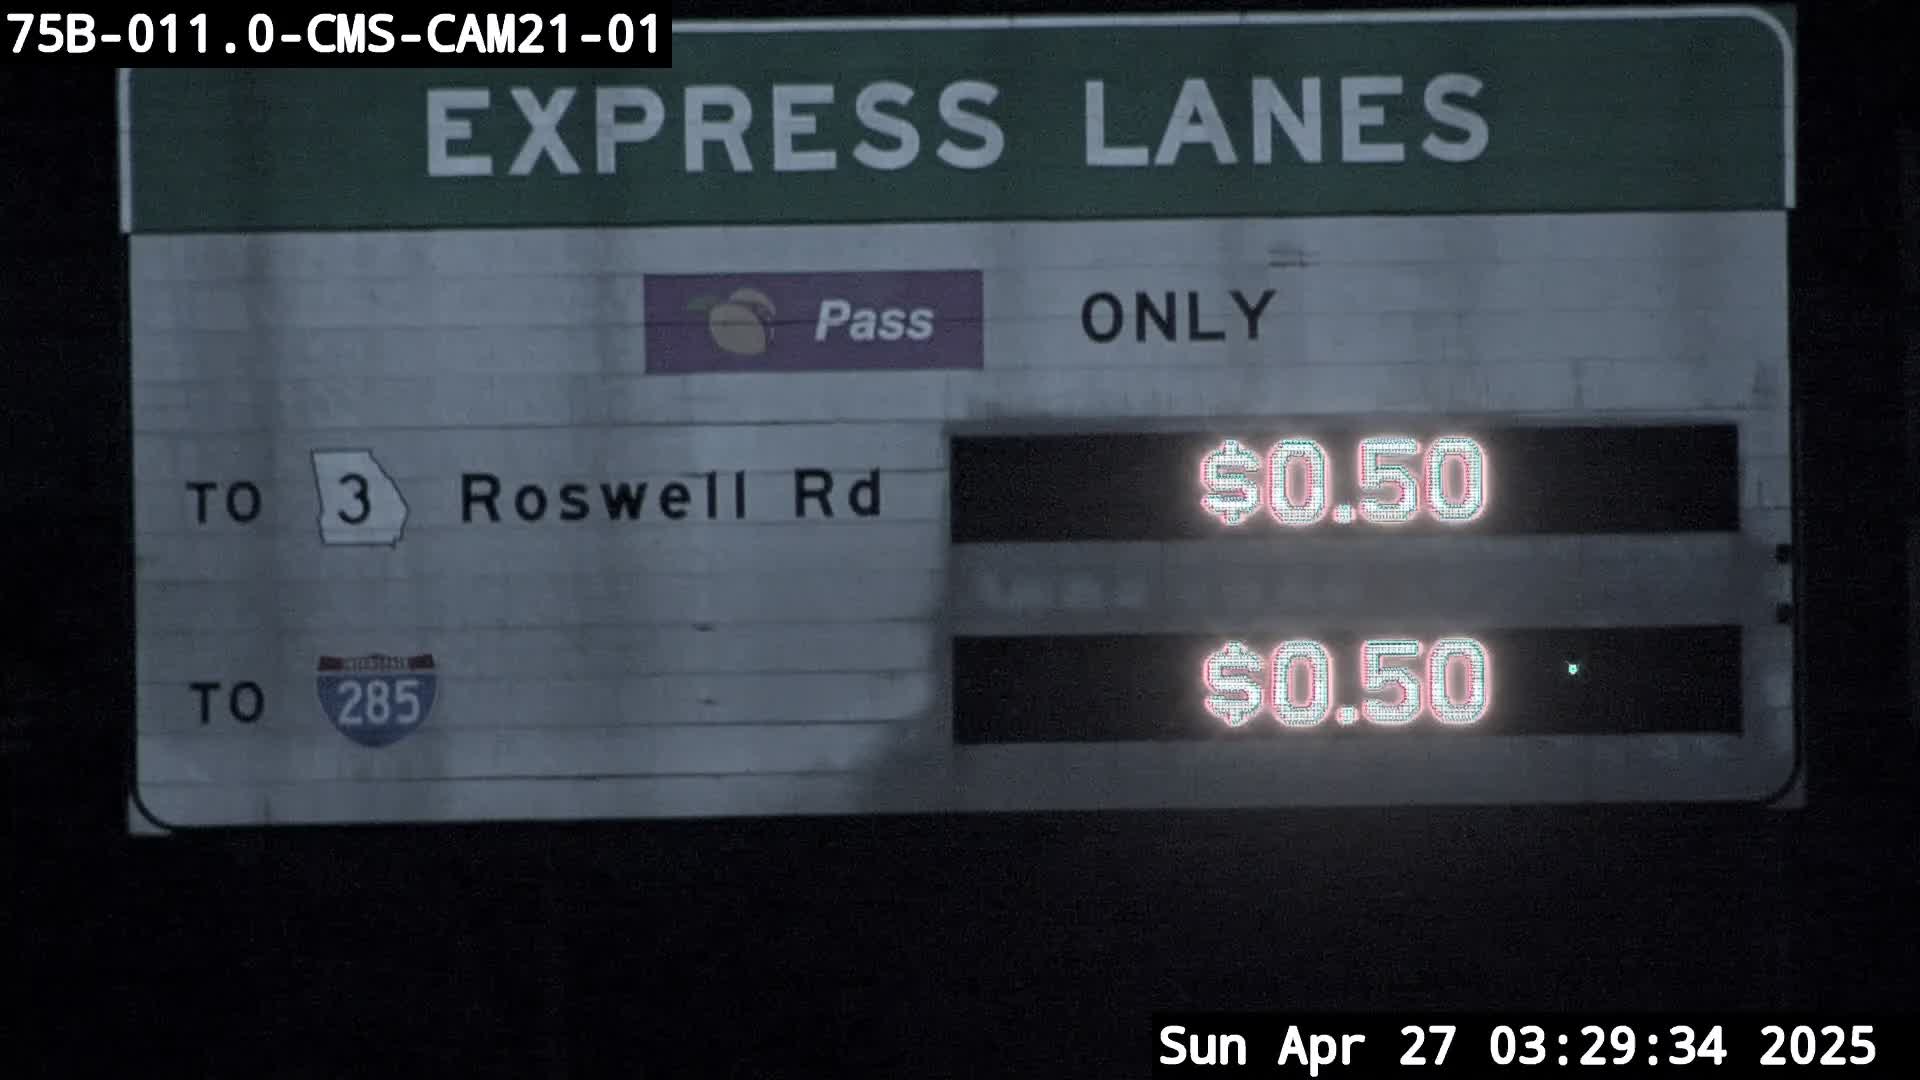 75B-011.0-CMS-CAM21-01
EXPRESS LANES
Pass ONLY
TO 3 Roswell Rd $0.50
TO 285 $0.50
Sun Apr 27 03:29:34 2025